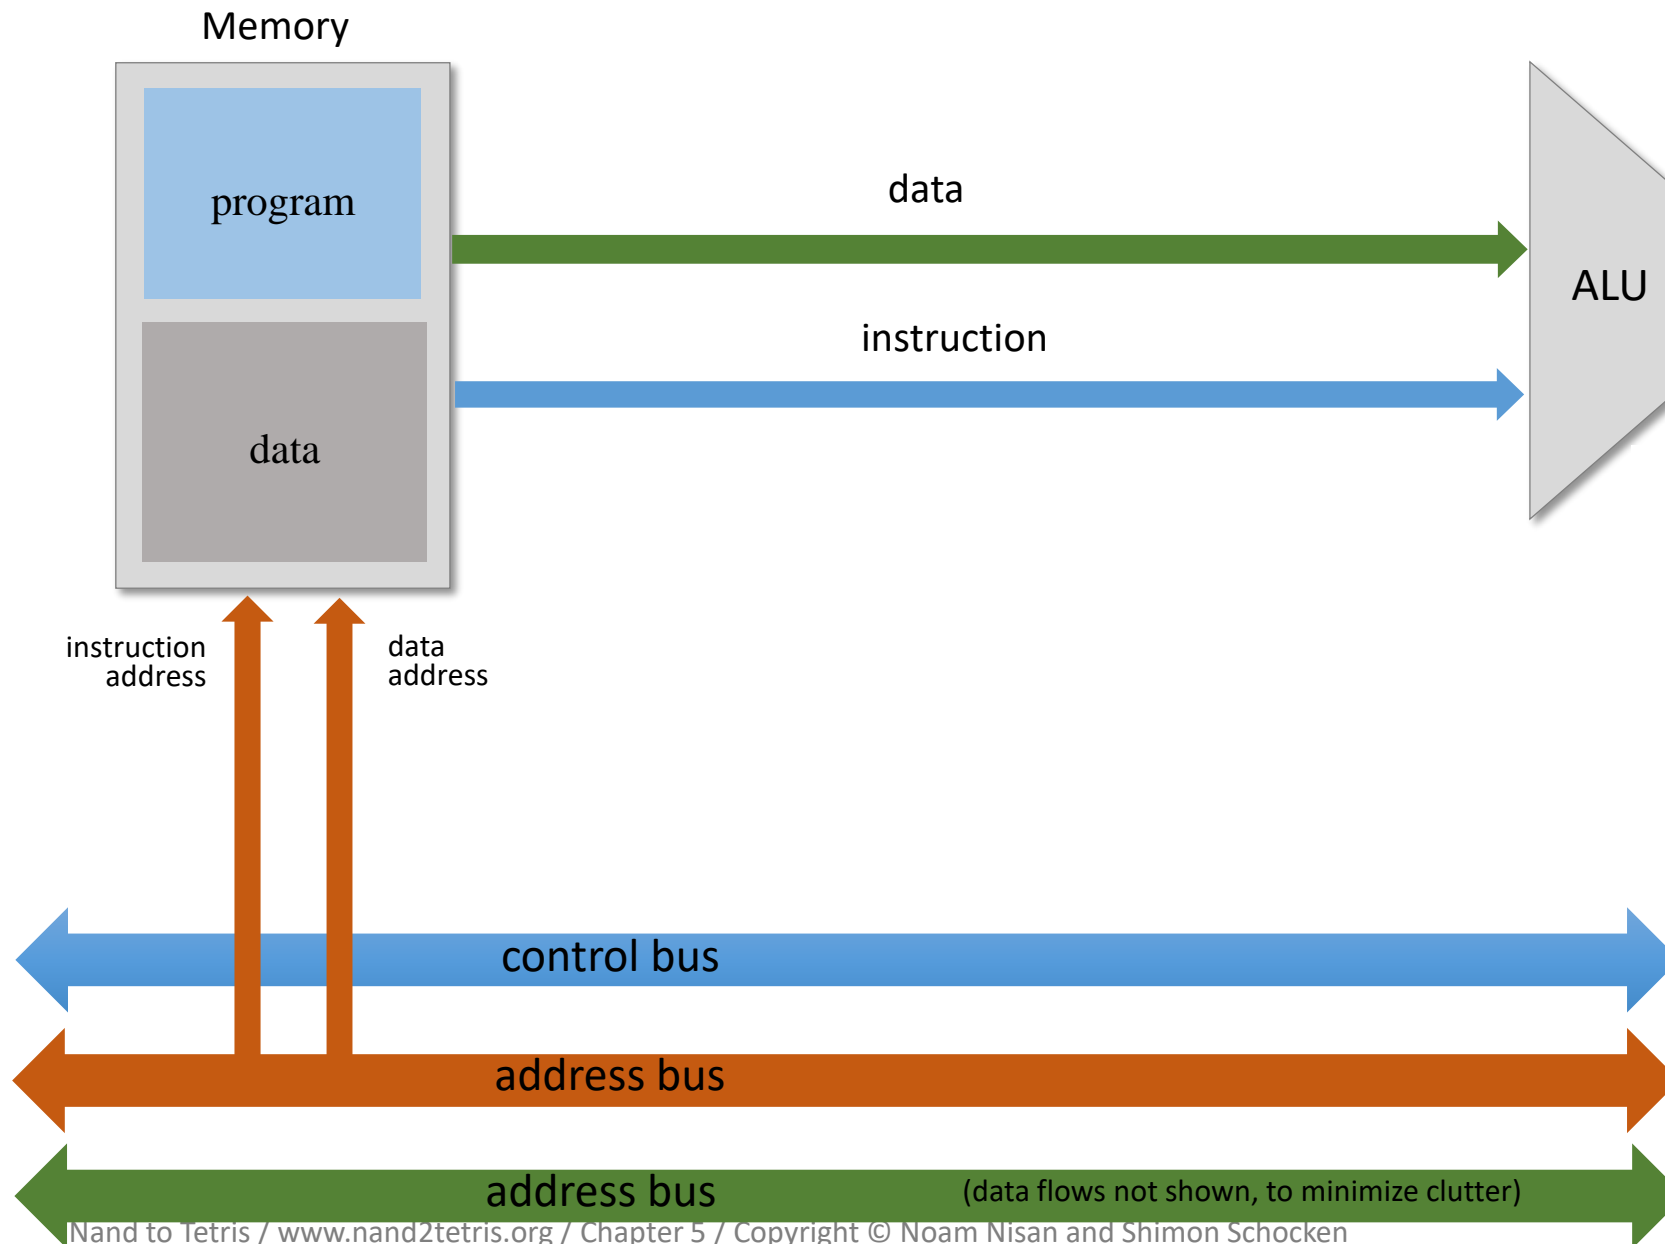 Memory
program
data
data
instruction
ALU
instruction
address
data
address
control bus
address bus
address bus
(data flows not shown, to minimize clutter)
Nand to Tetris / www.nand2tetris.org / Chapter 5 / Copyright © Noam Nisan and Shimon Schocken